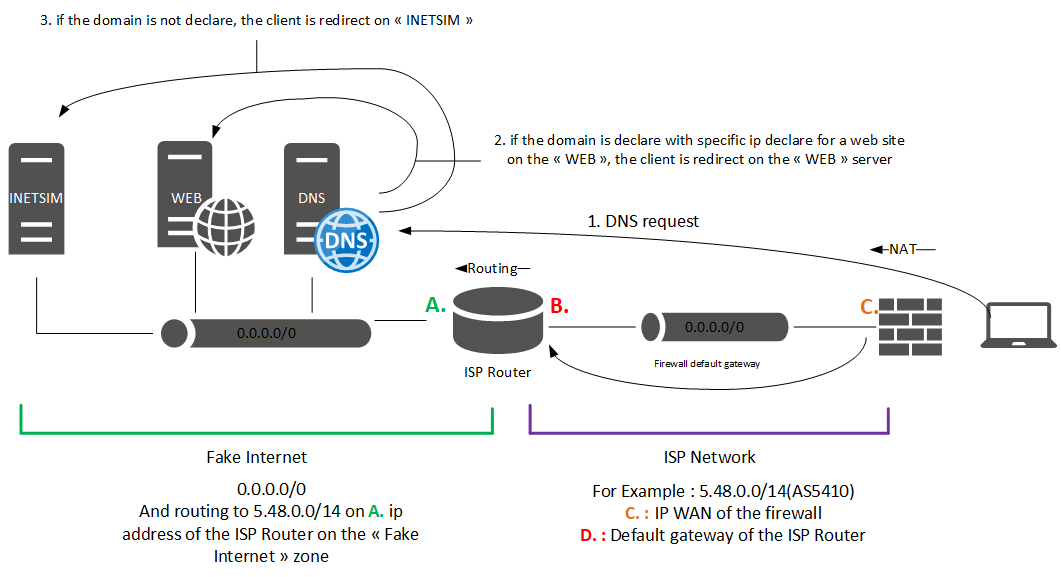 3. if the domain is not declare, the client is redirect on « INETSIM »
2. if the domain is declare with specific ip declare for a web site
on the « WEB », the client is redirect on the « WEB » server
INETSIM
WEB
DNS
DNS
1. DNS request
NAT
Routing
A.
B.
C.
0.0.0.0/0
0.0.0.0/0
Firewall default gateway
ISP Router
Fake Internet
0.0.0.0/0
And routing to 5.48.0.0/14 on A. ip
address of the ISP Router on the « Fake
Internet » zone
ISP Network
For Example : 5.48.0.0/14(AS5410)
C. : IP WAN of the firewall
D. : Default gateway of the ISP Router